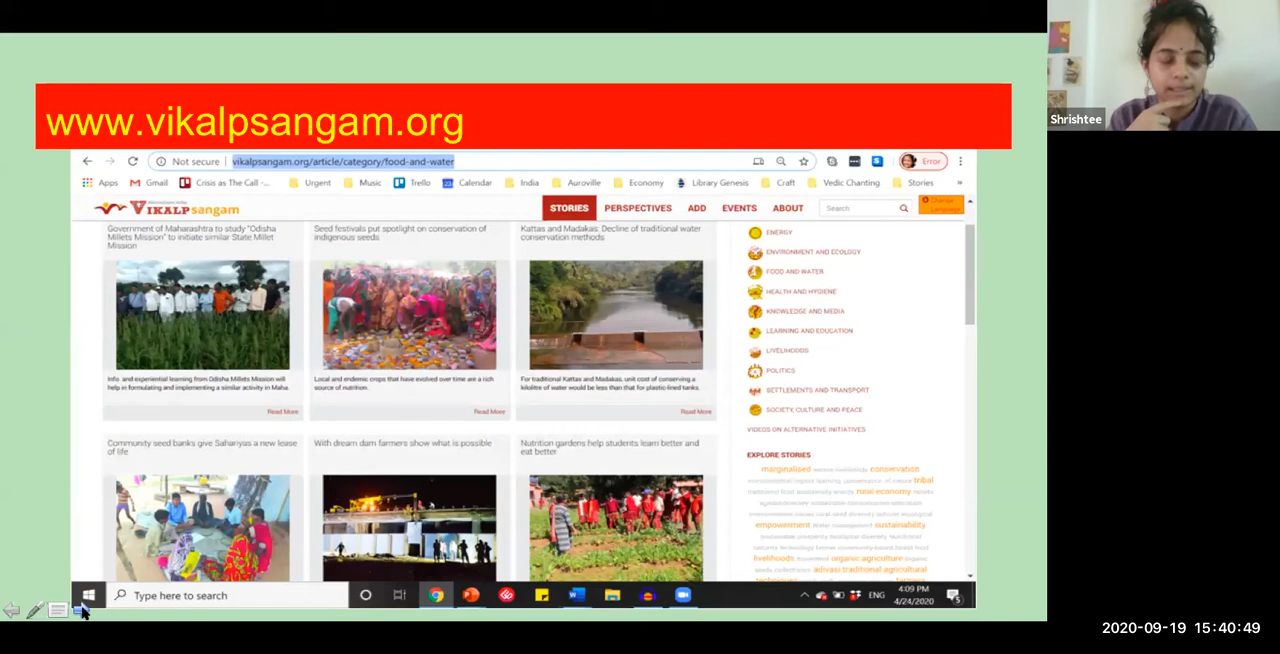 www.vikalpsangam.org
Shrishtee
Not secure
vikalpsangam.org/article/category/food-and-water
Error
Apps
Gmail
Crisis as The Call -...
Urgent
Music
Trello
Calendar
India
Auroville
Economy
Library Genesis
Craft
Vedic Chanting
Stories
»
VIKALPsangam
STORIES
PERSPECTIVES
ADD
EVENTS
ABOUT
Search
Change
Language
Government of Maharashtra to study "Odisha
Millets Mission" to initiate similar State Millet
Mission
Info. and experiential learning from Odisha Millets Mission will
help in formulating and implementing a similar activity in Maha.
Read More
Seed festivals put spotlight on conservation of
indigenous seeds
Local and endemic crops that have evolved over time are a rich
source of nutrition.
Read More
Kattas and Madakas: Decline of traditional water
conservation methods
For traditional Kattas and Madakas, unit cost of conserving a
kilolitre of water would be less than that for plastic-lined tanks.
Read More
Community seed banks give Sahariyas a new lease
of life
With dream dam farmers show what is possible
Nutrition gardens help students learn better and
eat better
ENERGY
ENVIRONMENT AND ECOLOGY
FOOD AND WATER
HEALTH AND HYGIENE
KNOWLEDGE AND MEDIA
LEARNING AND EDUCATION
LIVELIHOODS
POLITICS
SETTLEMENTS AND TRANSPORT
SOCIETY, CULTURE AND PEACE
VIDEOS ON ALTERNATIVE INITIATIVES
EXPLORE STORIES
marginalised conservation
tribal
rural economy
empowerment sustainability
livelihoods organic agriculture
adivasi traditional agricultural
techniques farmers
Type here to search
ENG
4:09 PM
4/24/2020
5
2020-09-19 15:40:49